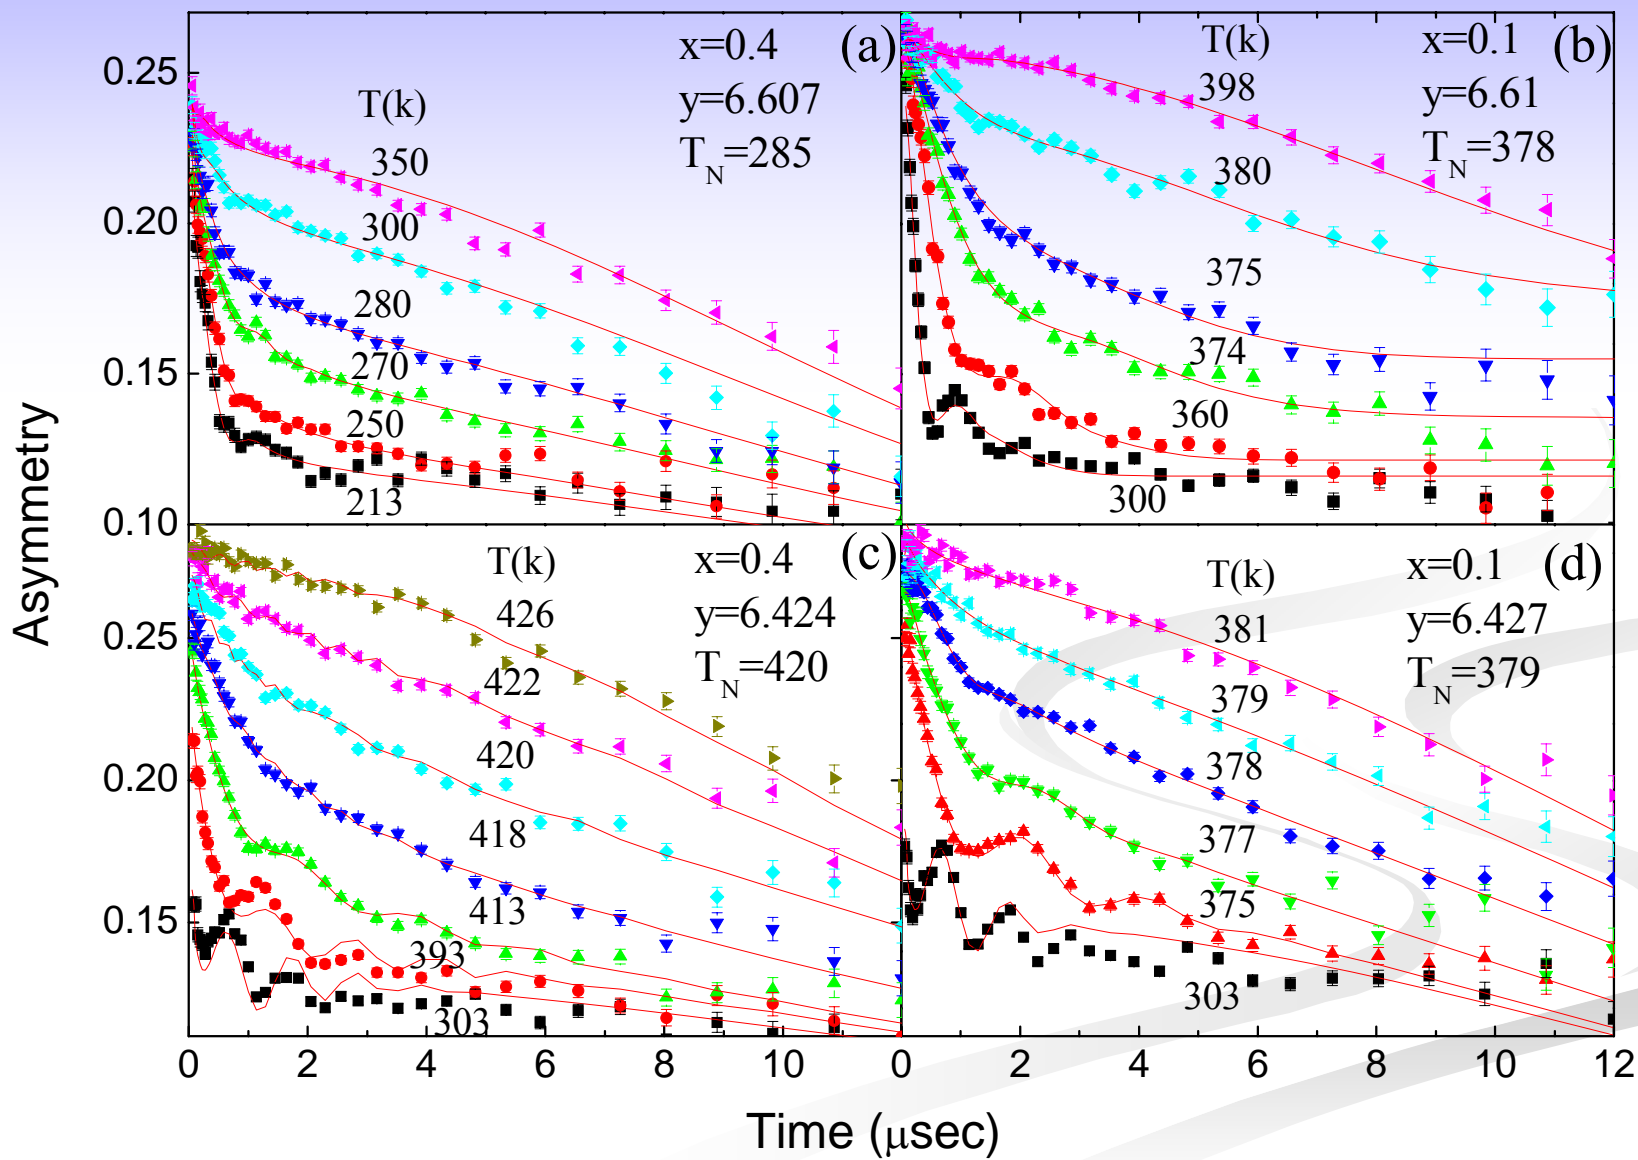 (a)
x=0.4
y=6.607
T_N=285
T(k)
350
300
280
270
250
213
(b)
x=0.1
y=6.61
T_N=378
T(k)
398
380
375
374
360
300
(c)
x=0.4
y=6.424
T_N=420
T(k)
426
422
420
418
413
393
303
(d)
x=0.1
y=6.427
T_N=379
T(k)
381
379
378
377
375
303
0.25
0.20
0.15
0.10
0.25
0.20
0.15
Asymmetry
0 2 4 6 8 10 0 2 4 6 8 10 12
Time (μsec)